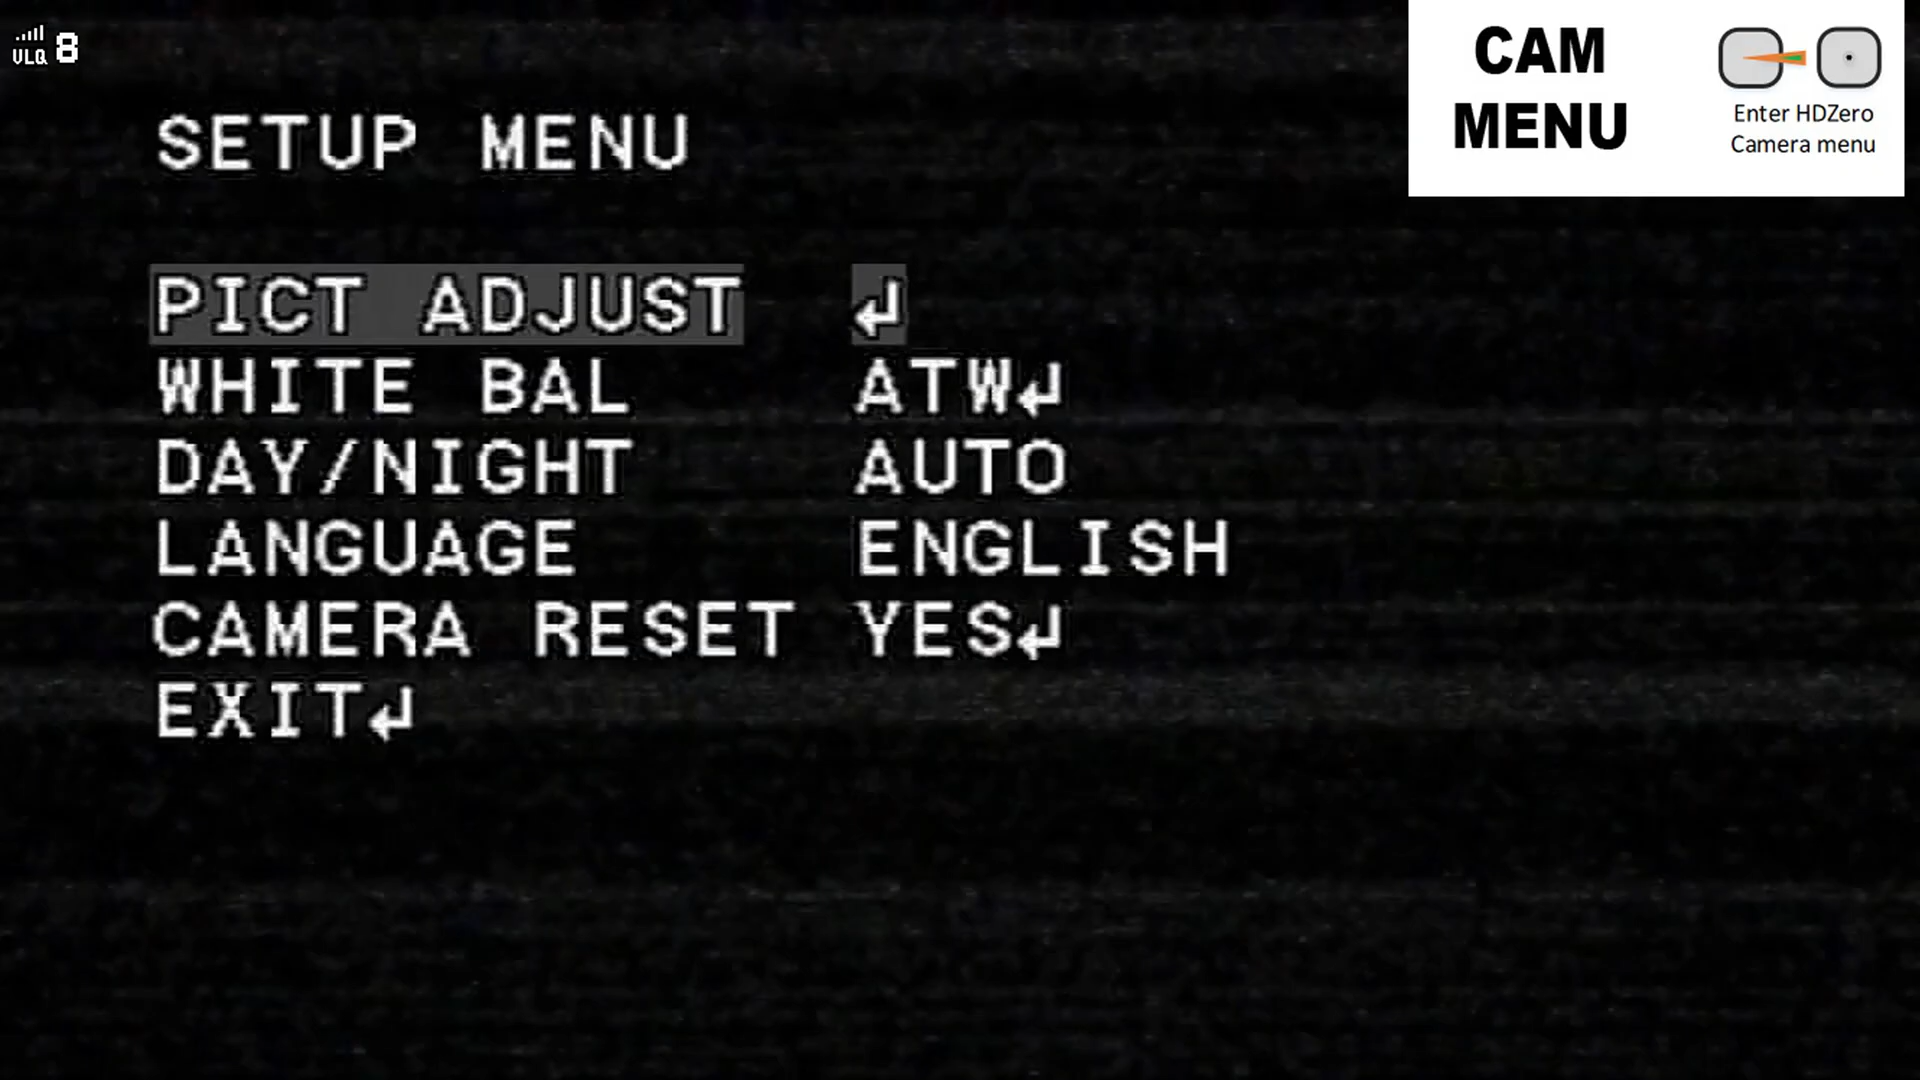 VLQ 8
CAM
MENU
Enter HDZero
Camera menu
SETUP MENU
PICT ADJUST ↲
WHITE BAL ATW↲
DAY/NIGHT AUTO
LANGUAGE ENGLISH
CAMERA RESET YES↲
EXIT↲